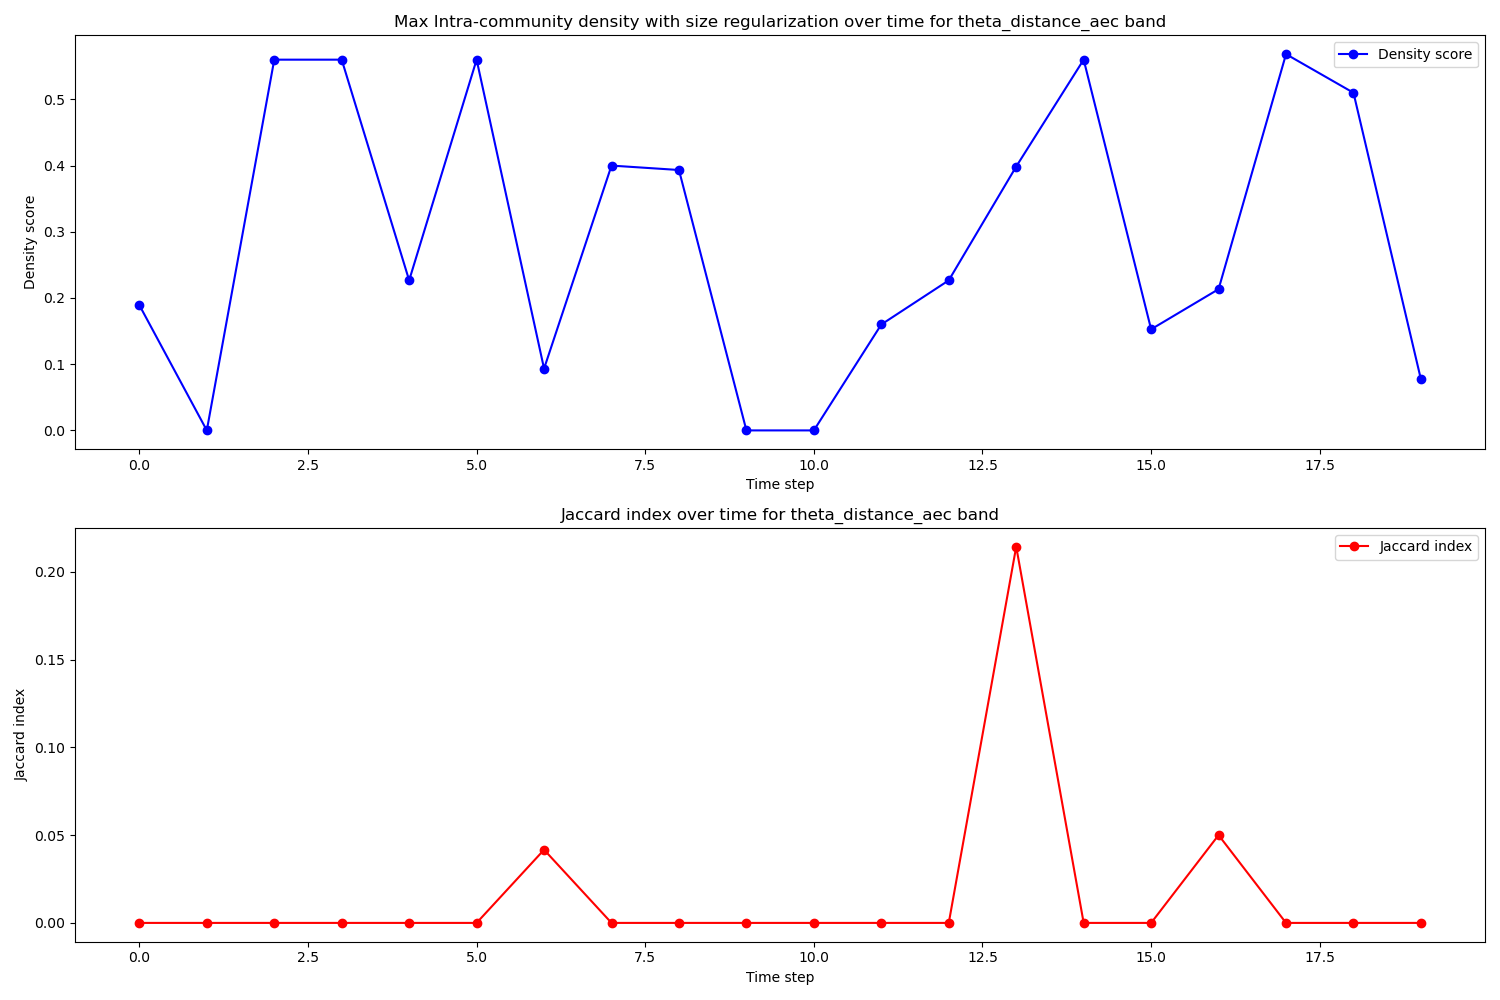 Max Intra-community density with size regularization over time for theta_distance_aec band
Density score
0.5
0.4
0.3
0.2
0.1
0.0
Density score
0.0 2.5 5.0 7.5 10.0 12.5 15.0 17.5
Time step
Jaccard index over time for theta_distance_aec band
Jaccard index
0.20
0.15
0.10
0.05
0.00
Jaccard index
0.0 2.5 5.0 7.5 10.0 12.5 15.0 17.5
Time step